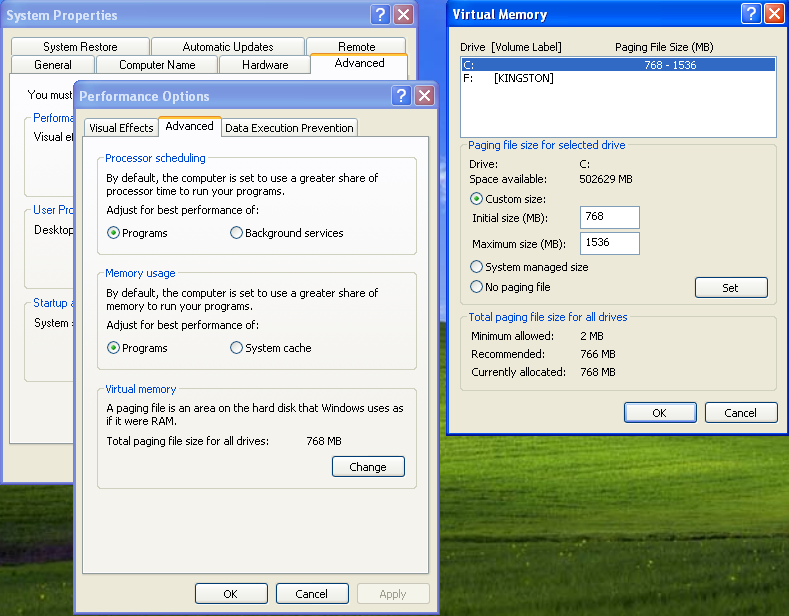 System Properties
System Restore Automatic Updates Remote
General Computer Name Hardware Advanced
You must
Performa
Visual e
User Pro
Desktop
Startup a
System s
Performance Options
Visual Effects Advanced Data Execution Prevention
Processor scheduling
By default, the computer is set to use a greater share of
processor time to run your programs.
Adjust for best performance of:
Programs Background services
Memory usage
By default, the computer is set to use a greater share of
memory to run your programs.
Adjust for best performance of:
Programs System cache
Virtual memory
A paging file is an area on the hard disk that Windows uses as
if it were RAM.
Total paging file size for all drives: 768 MB
Change
OK Cancel Apply
Virtual Memory
Drive [Volume Label] Paging File Size (MB)
C: 768 - 1536
F: [KINGSTON]
Paging file size for selected drive
Drive: C:
Space available: 502629 MB
Custom size:
Initial size (MB): 768
Maximum size (MB): 1536
System managed size
No paging file Set
Total paging file size for all drives
Minimum allowed: 2 MB
Recommended: 766 MB
Currently allocated: 768 MB
OK Cancel